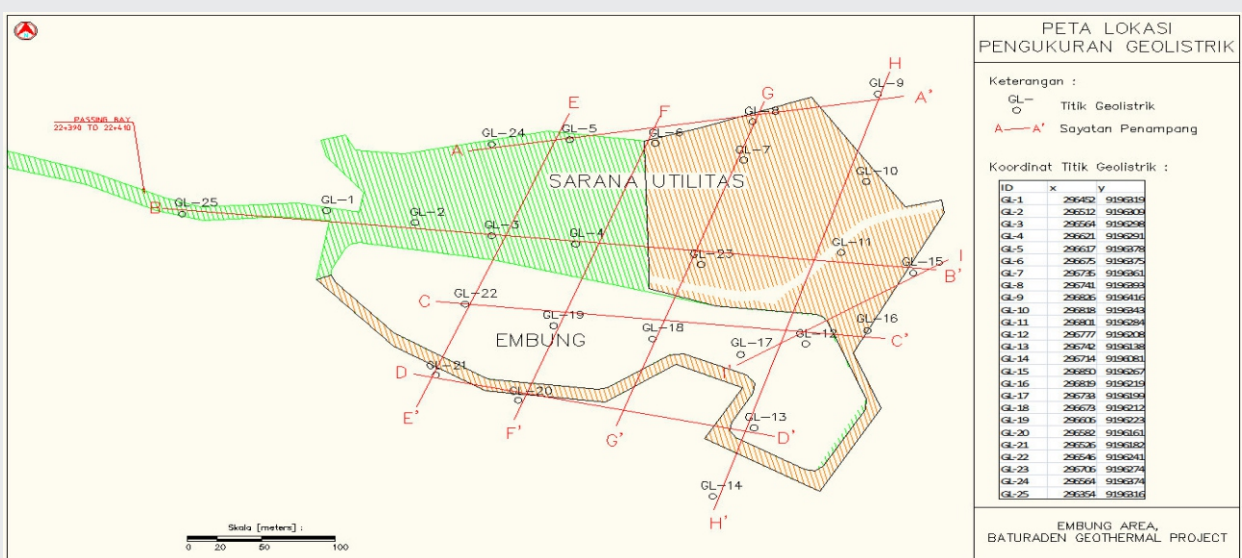 PETA LOKASI
PENGUKURAN GEOLISTRIK
Keterangan :
GL- Titik Geolistrik
A A' Sayatan Penampang
Koordinat Titik Geolistrik :
ID x y
GL-1 296452 9196319
GL-2 296512 9196309
GL-3 296564 9196298
GL-4 296621 9196291
GL-5 296617 9196378
GL-6 296675 9196375
GL-7 296735 9196361
GL-8 296741 9196393
GL-9 296826 9196416
GL-10 296818 9196343
GL-11 296801 9196284
GL-12 296777 9196208
GL-13 296742 9196138
GL-14 296714 9196081
GL-15 296850 9196267
GL-16 296819 9196219
GL-17 296733 9196199
GL-18 296673 9196212
GL-19 296606 9196223
GL-20 296582 9196161
GL-21 296526 9196182
GL-22 296546 9196241
GL-23 296706 9196274
GL-24 296564 9196374
GL-25 296354 9196316
EMBUNG AREA,
BATURADEN GEOTHERMAL PROJECT
PASSING BAY
22+390 TO 22+410
H
GL-9
A'
E
F
G
GL-8
GL-24
GL-5
GL-6
A
GL-7
GL-10
SARANA UTILITAS
B
GL-25
GL-1
GL-2
GL-3
GL-4
GL-11
GL-23
GL-15
I
B'
C
GL-22
GL-19
GL-18
GL-16
GL-12
C'
EMBUNG
GL-17
I'
D
GL-21
GL-20
E'
F'
G'
GL-13
D'
GL-14
H'
Skala [meters] :
0 20 50 100